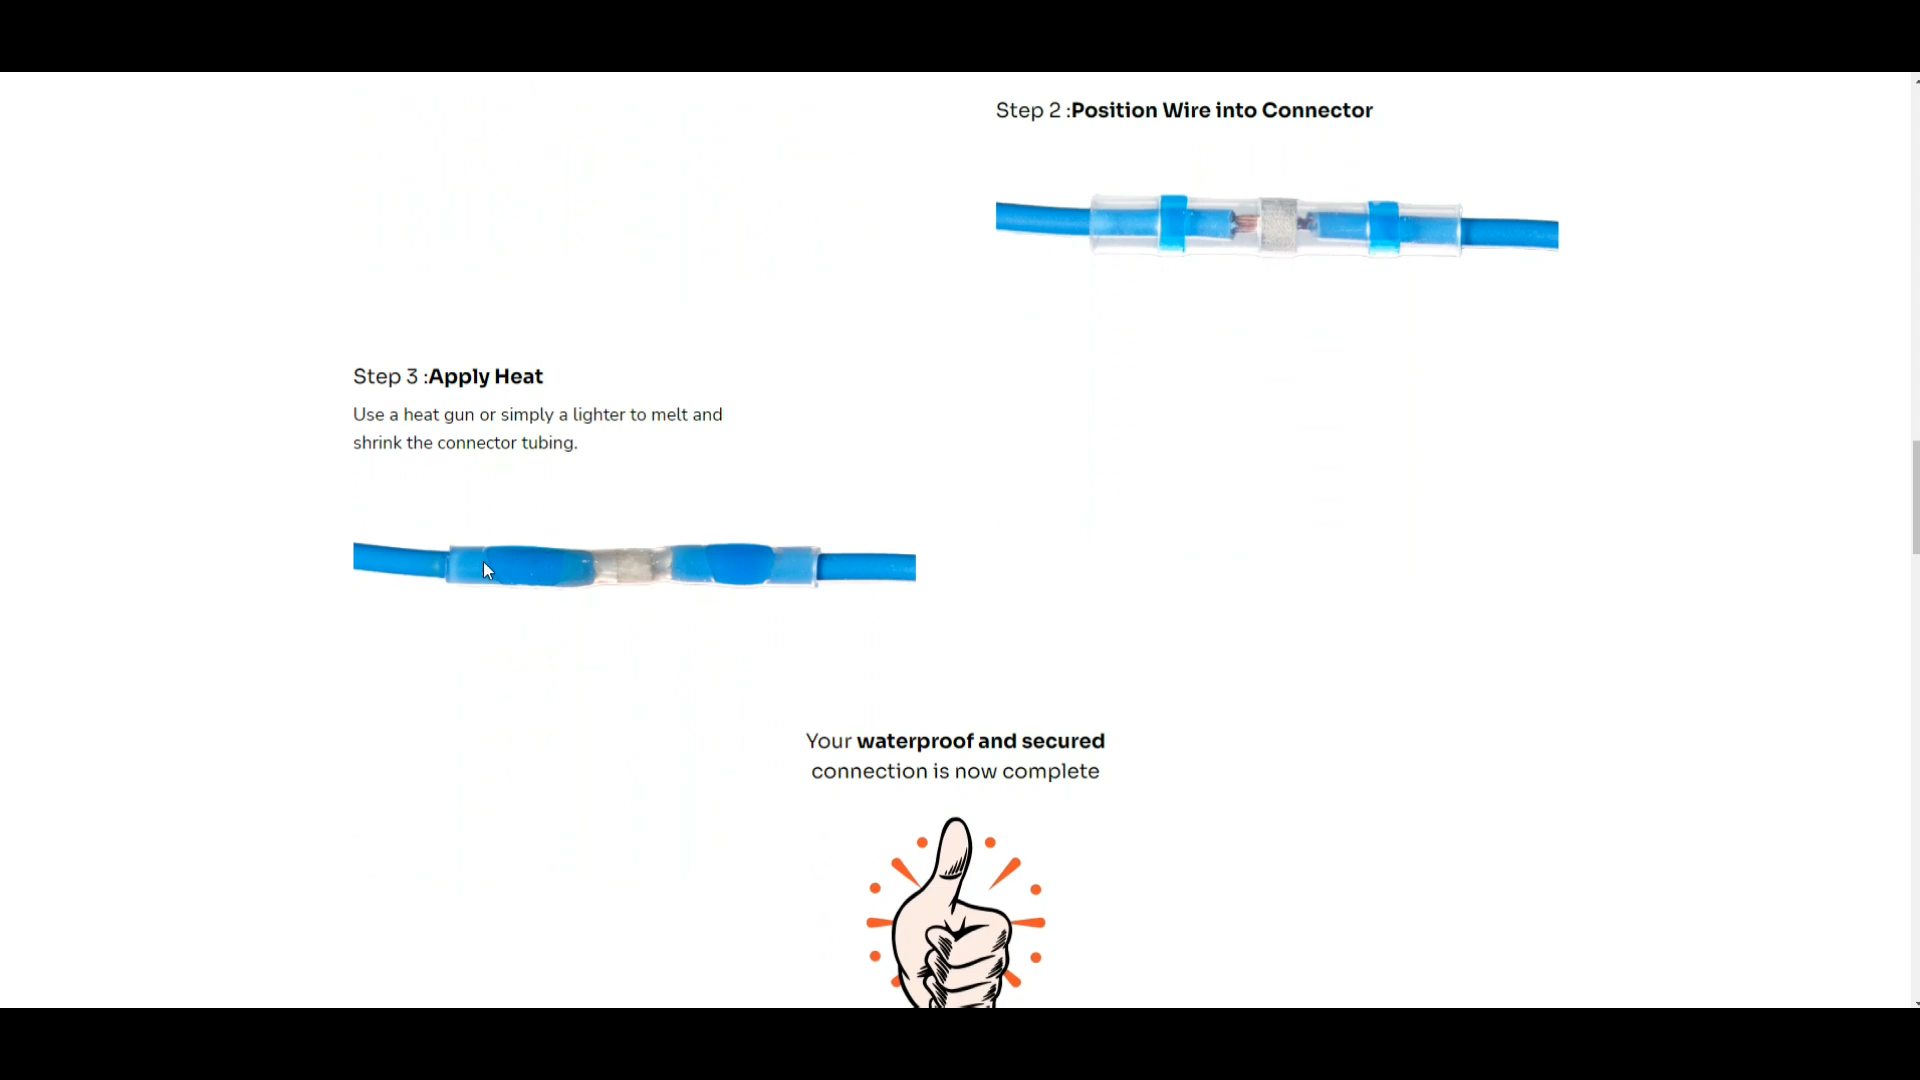 Step 2 :Position Wire into Connector
Step 3 :Apply Heat
Use a heat gun or simply a lighter to melt and
shrink the connector tubing.
Your waterproof and secured
connection is now complete